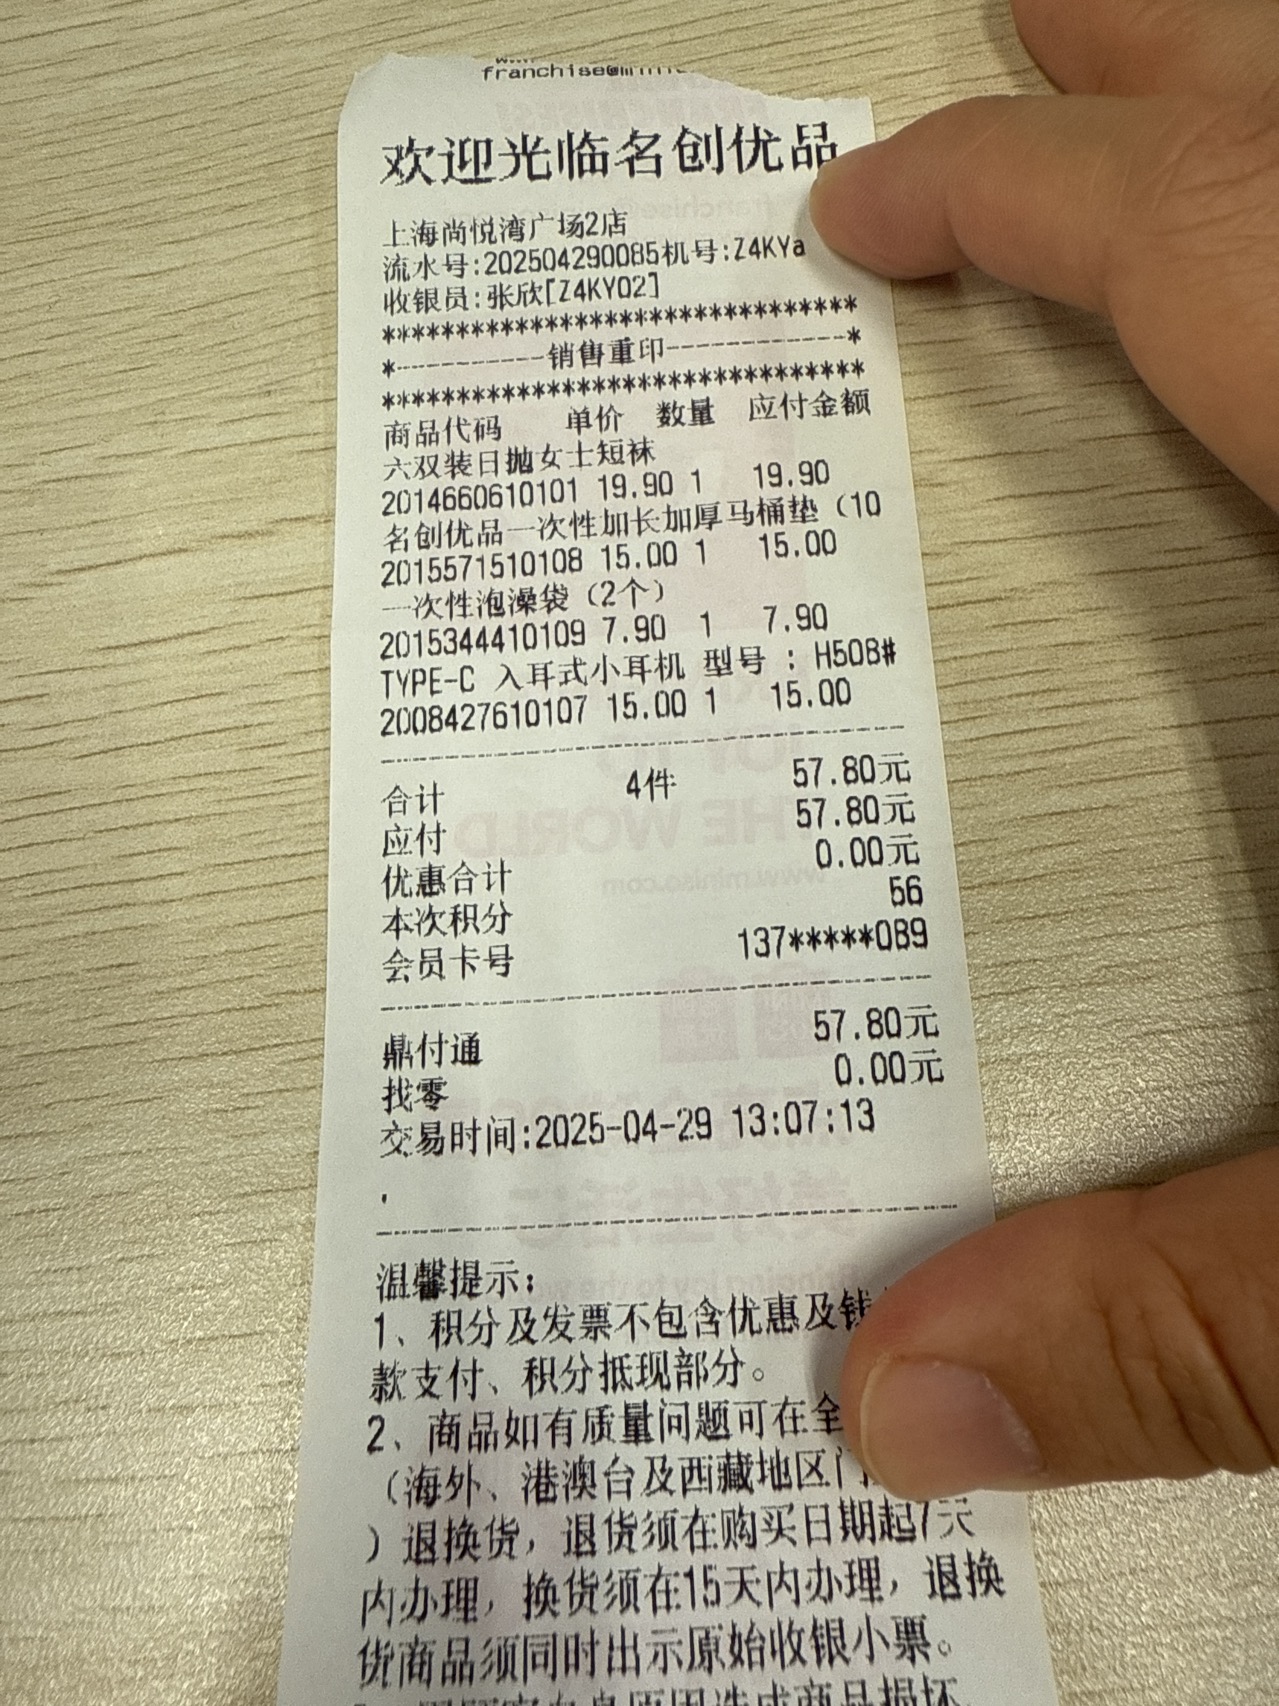 franchise@mini
欢迎光临名创优品
上海尚悦湾广场2店
流水号:202504290085机号:Z4KYa
收银员:张欣[Z4KY02]
********************************
*----------销售重印------------*
********************************
商品代码 单价 数量 应付金额
六双装日抛女士短袜
2014660610101 19.90 1 19.90
名创优品一次性加长加厚马桶垫（10
2015571510108 15.00 1 15.00
一次性泡澡袋（2个）
2015344410109 7.90 1 7.90
TYPE-C 入耳式小耳机 型号 : H508#
2008427610107 15.00 1 15.00
合计 4件 57.80元
应付 57.80元
优惠合计 0.00元
本次积分 56
会员卡号 137*****089
鼎付通 57.80元
找零 0.00元
交易时间:2025-04-29 13:07:13
温馨提示:
1、积分及发票不包含优惠及钱
款支付、积分抵现部分。
2、商品如有质量问题可在全
（海外、港澳台及西藏地区门
）退换货，退货须在购买日期起7天
内办理，换货须在15天内办理，退换
货商品须同时出示原始收银小票。